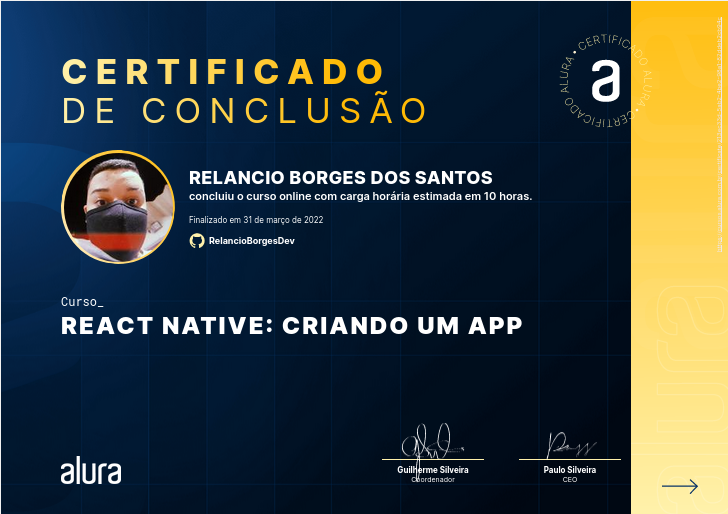 CERTIFICADO
DE CONCLUSÃO
CERTIFICADO ALURA • CERTIFICADO ALURA •
a
RELANCIO BORGES DOS SANTOS
concluiu o curso online com carga horária estimada em 10 horas.
Finalizado em 31 de março de 2022
RelancioBorgesDev
Curso_
REACT NATIVE: CRIANDO UM APP
alura
Guilherme Silveira
Coordenador
Paulo Silveira
CEO
alura